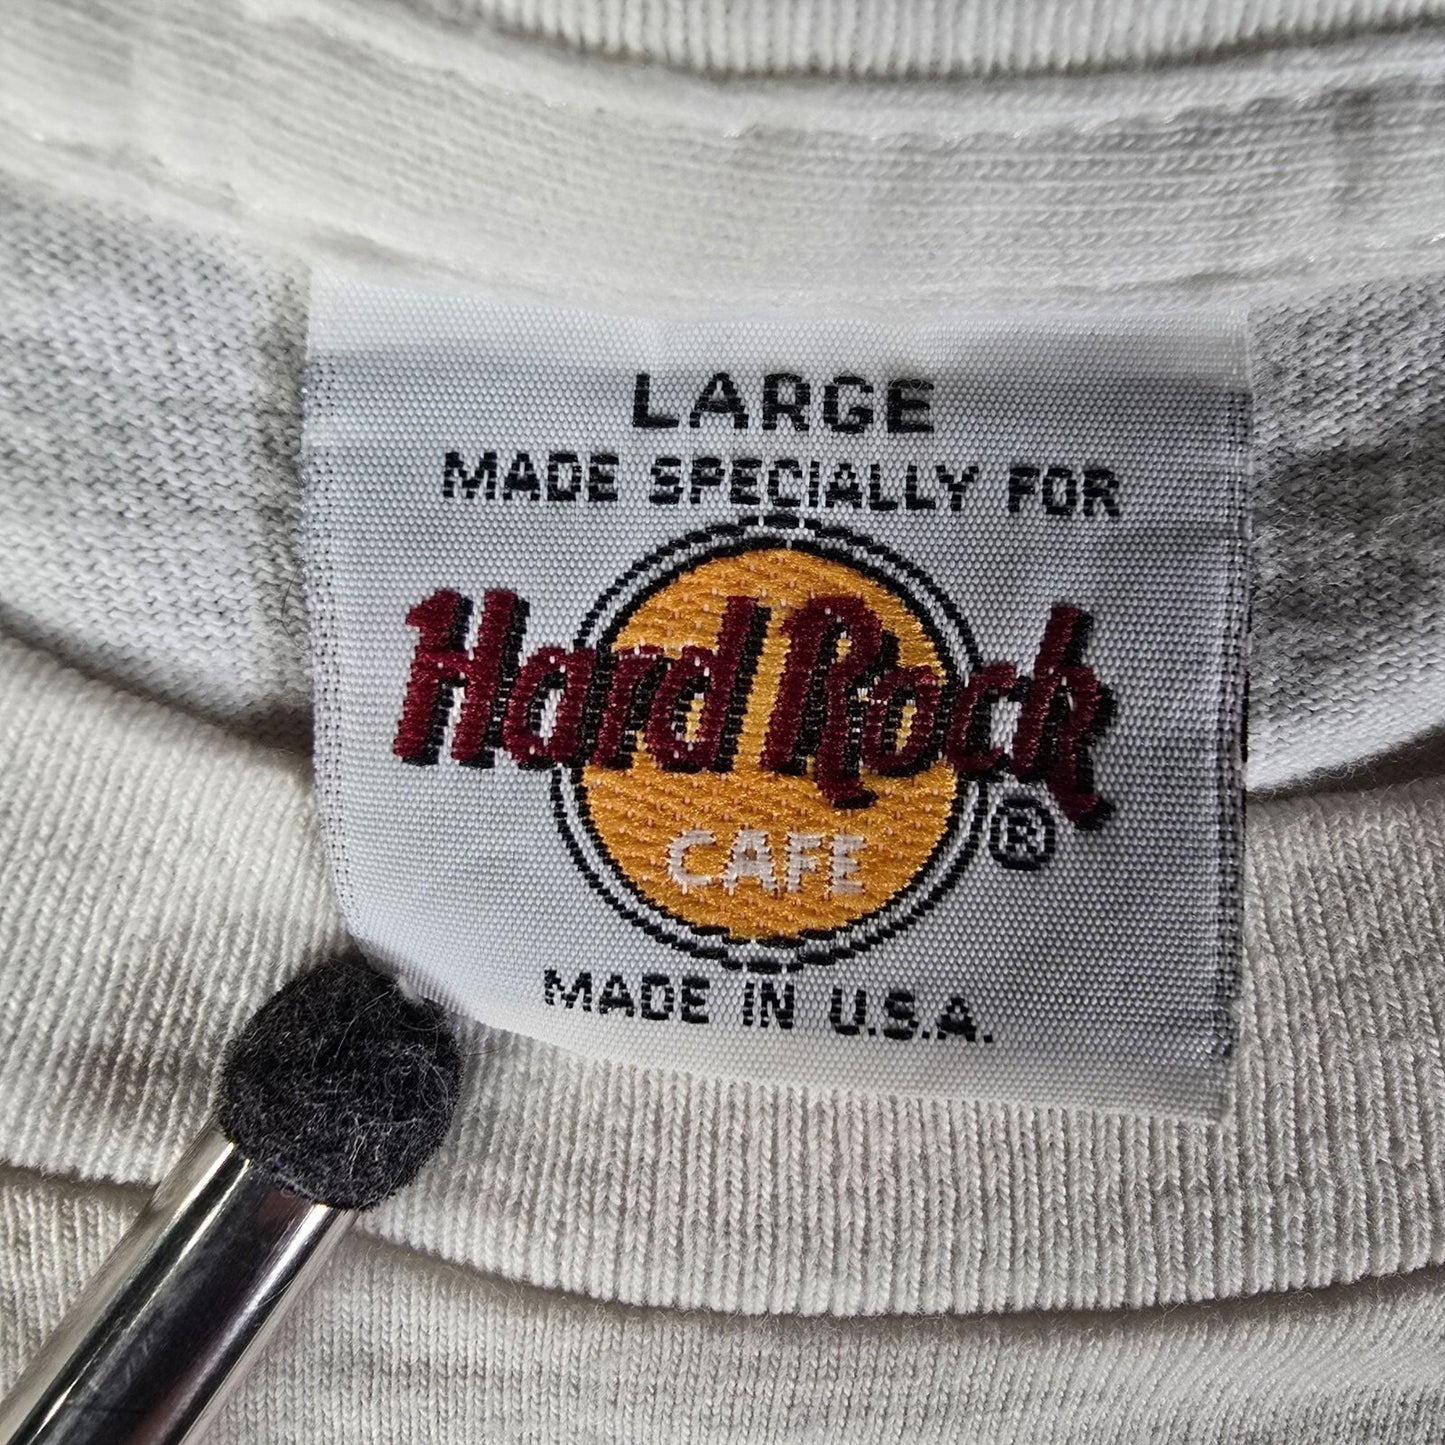 LARGE
MADE SPECIALLY FOR
Hard Rock
CAFE
®
MADE IN U.S.A.